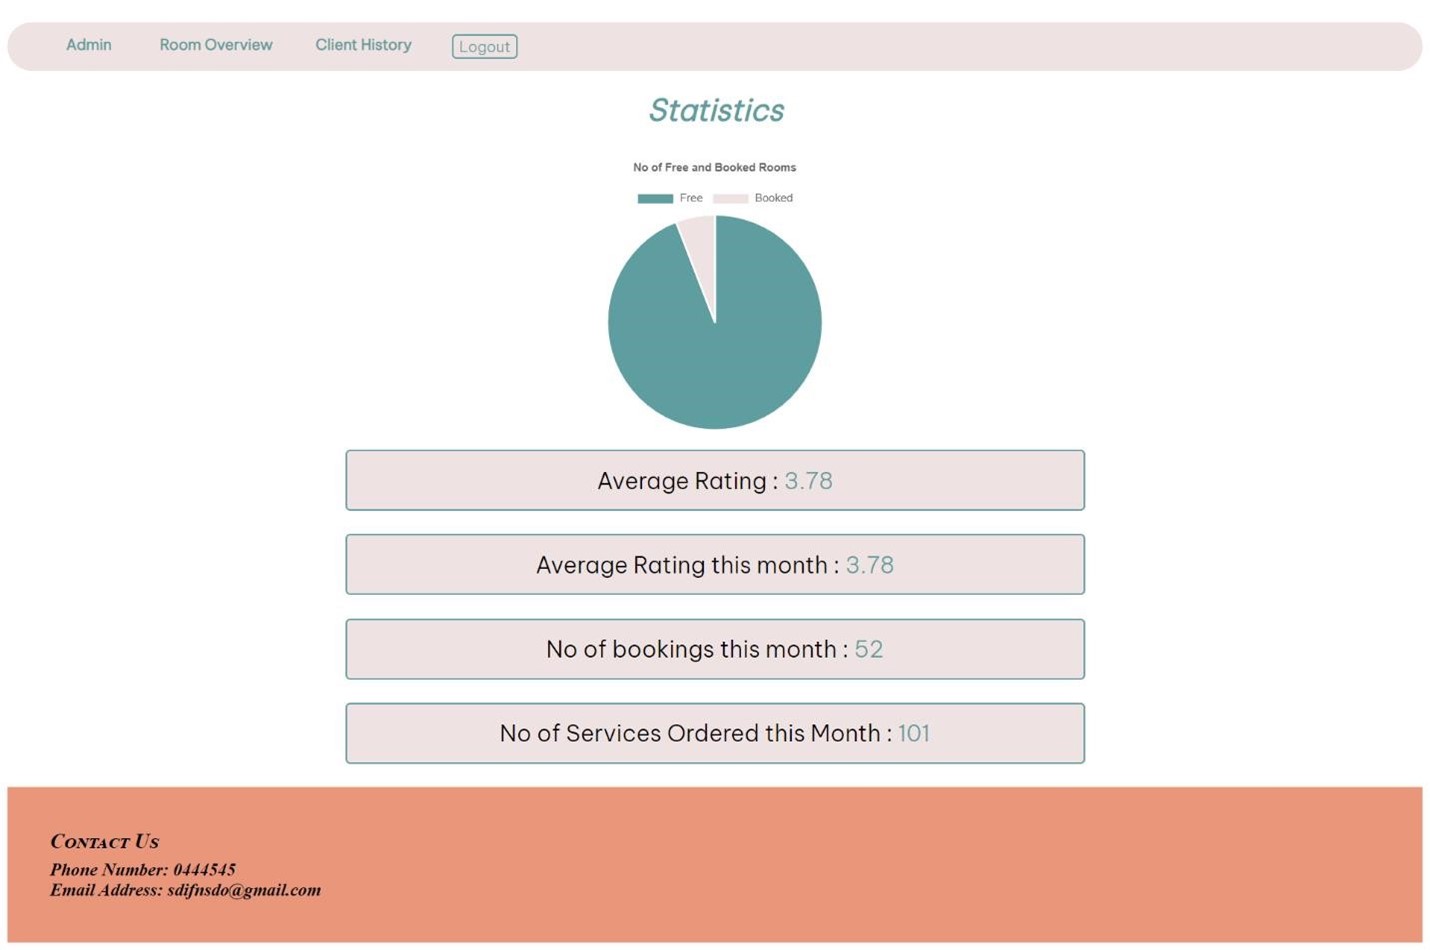 Admin Room Overview Client History Logout
Statistics
No of Free and Booked Rooms
Free Booked
Average Rating : 3.78
Average Rating this month : 3.78
No of bookings this month : 52
No of Services Ordered this Month : 101
Contact Us
Phone Number: 0444545
Email Address: sdifnsdo@gmail.com